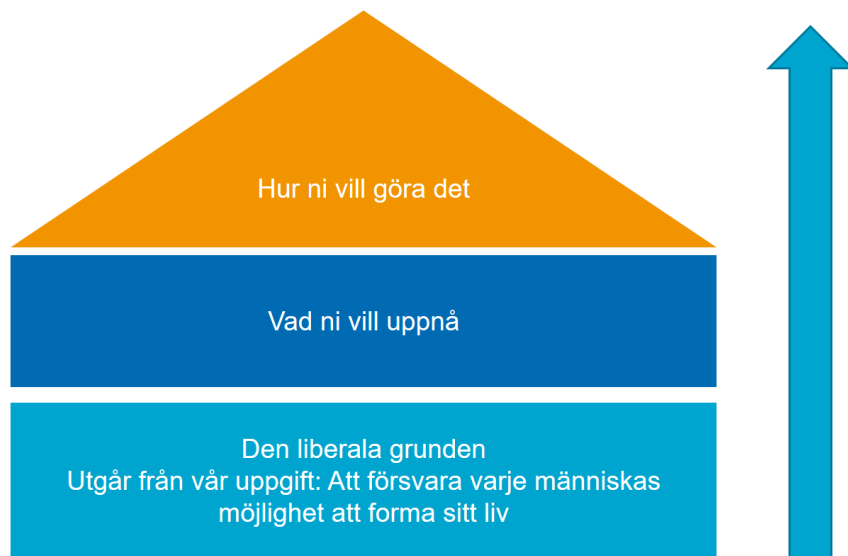 Hur ni vill göra det
Vad ni vill uppnå
Den liberala grunden
Utgår från vår uppgift: Att försvara varje människas
möjlighet att forma sitt liv